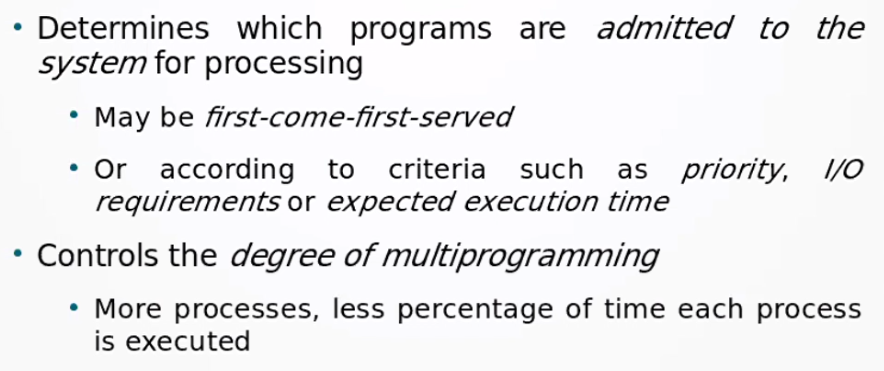 • Determines which programs are admitted to the
system for processing
• May be first-come-first-served
• Or according to criteria such as priority, I/O
requirements or expected execution time
• Controls the degree of multiprogramming
• More processes, less percentage of time each process
is executed